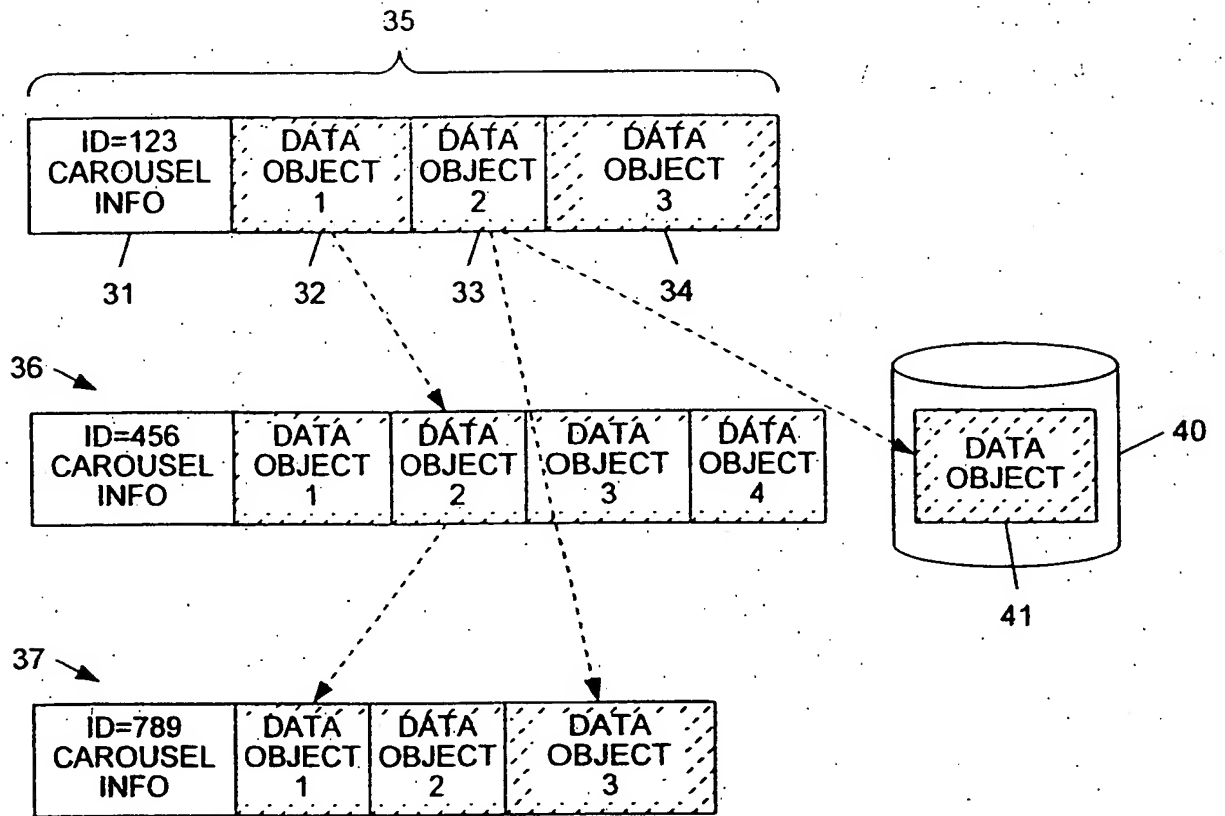 35
ID=123
CAROUSEL
INFO
DATA
OBJECT
1
DATA
OBJECT
2
DATA
OBJECT
3
31
32
33
34
36
ID=456
CAROUSEL
INFO
DATA
OBJECT
1
DATA
OBJECT
2
DATA
OBJECT
3
DATA
OBJECT
4
DATA
OBJECT
40
41
37
ID=789
CAROUSEL
INFO
DATA
OBJECT
1
DATA
OBJECT
2
DATA
OBJECT
3